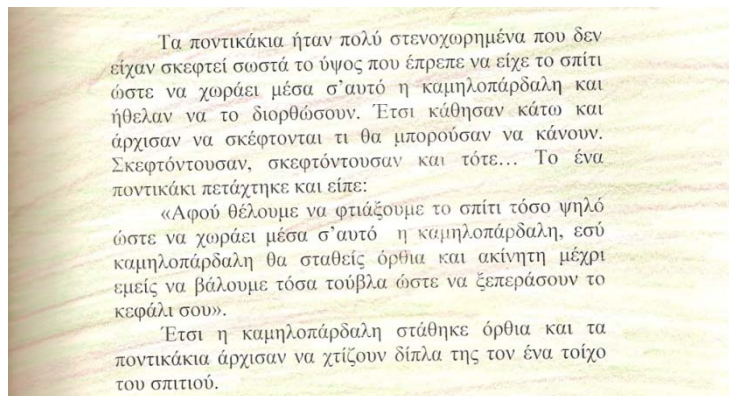 Τα ποντικάκια ήταν πολύ στενοχωρημένα που δεν
είχαν σκεφτεί σωστά το ύψος που έπρεπε να είχε το σπίτι
ώστε να χωράει μέσα σ’αυτό η καμηλοπάρδαλη και
ήθελαν να το διορθώσουν. Έτσι κάθησαν κάτω και
άρχισαν να σκέφτονται τι θα μπορούσαν να κάνουν.
Σκεφτόντουσαν, σκεφτόντουσαν και τότε… Το ένα
ποντικάκι πετάχτηκε και είπε:
«Αφού θέλουμε να φτιάξουμε το σπίτι τόσο ψηλό
ώστε να χωράει μέσα σ’αυτό η καμηλοπάρδαλη, εσύ
καμηλοπάρδαλη θα σταθείς όρθια και ακίνητη μέχρι
εμείς να βάλουμε τόσα τούβλα ώστε να ξεπεράσουν το
κεφάλι σου».
Έτσι η καμηλοπάρδαλη στάθηκε όρθια και τα
ποντικάκια άρχισαν να χτίζουν δίπλα της τον ένα τοίχο
του σπιτιού.